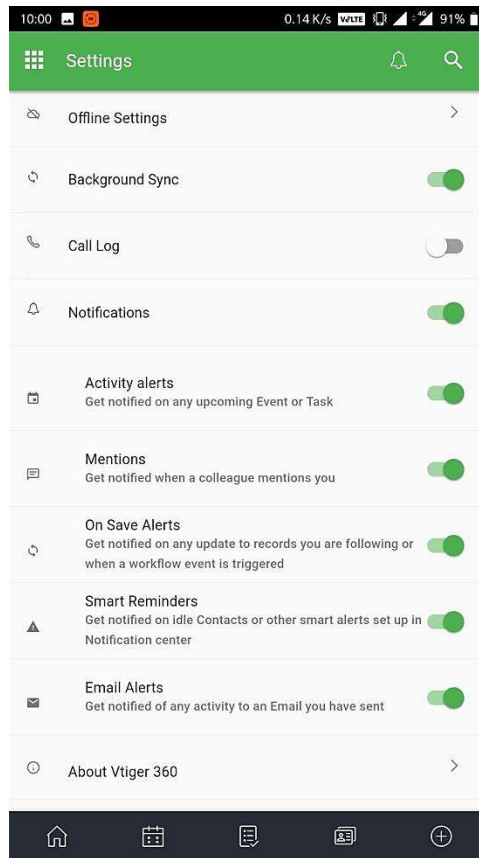 10:00 0.14 K/s VoLTE 4G 91%
Settings
Offline Settings
Background Sync
Call Log
Notifications
Activity alerts
Get notified on any upcoming Event or Task
Mentions
Get notified when a colleague mentions you
On Save Alerts
Get notified on any update to records you are following or
when a workflow event is triggered
Smart Reminders
Get notified on idle Contacts or other smart alerts set up in
Notification center
Email Alerts
Get notified of any activity to an Email you have sent
About Vtiger 360